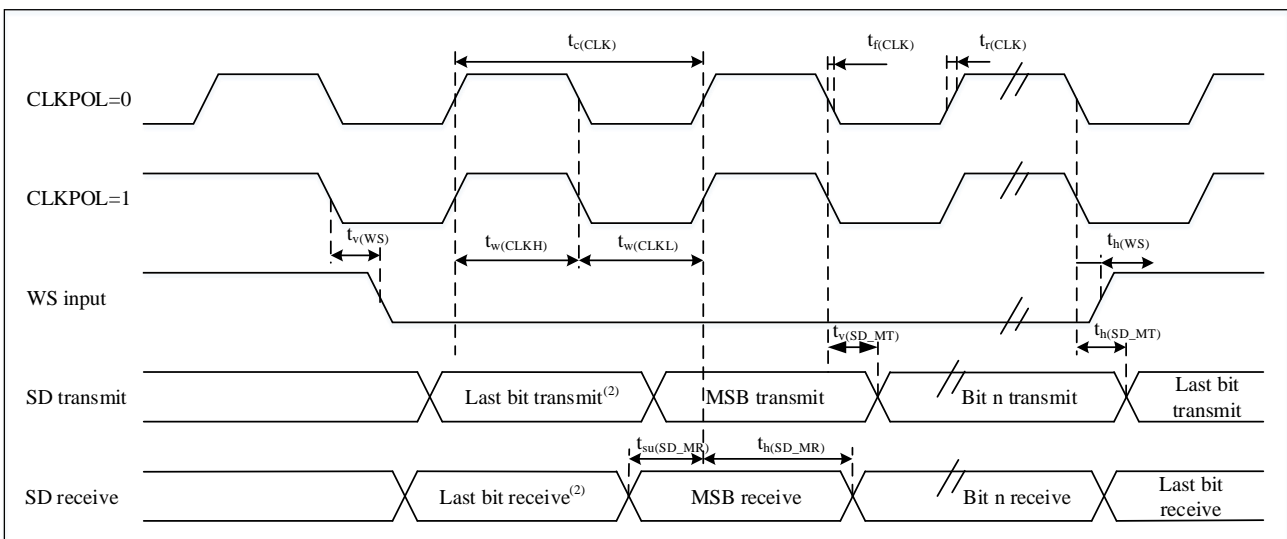 t_c(CLK)
t_f(CLK)
t_r(CLK)
CLKPOL=0
CLKPOL=1
t_v(WS)
t_w(CLKH)
t_w(CLKL)
t_h(WS)
WS input
t_v(SD_MT)
t_h(SD_MT)
SD transmit
Last bit transmit(2)
MSB transmit
Bit n transmit
Last bit
transmit
t_su(SD_MR)
t_h(SD_MR)
SD receive
Last bit receive(2)
MSB receive
Bit n receive
Last bit
receive